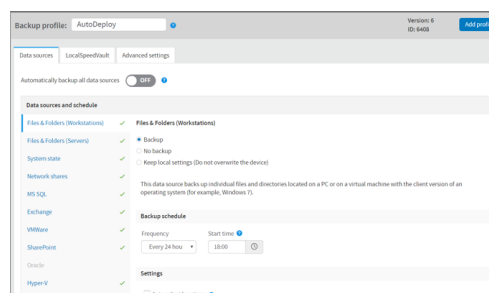 Backup profile: AutoDeploy
Version: 6
ID: 6408
Add profi
Data sources
LocalSpeedVault
Advanced settings
Automatically backup all data sources OFF
Data sources and schedule
Files & Folders (Workstations)
Files & Folders (Servers)
System state
Network shares
MS SQL
Exchange
VMWare
SharePoint
Oracle
Hyper-V
Files & Folders (Workstations)
Backup
No backup
Keep local settings (Do not overwrite the device)
This data source backs up individual files and directories located on a PC or on a virtual machine with the client version of an
operating system (for example, Windows 7).
Backup schedule
Frequency
Start time
Every 24 hou
18:00
Settings